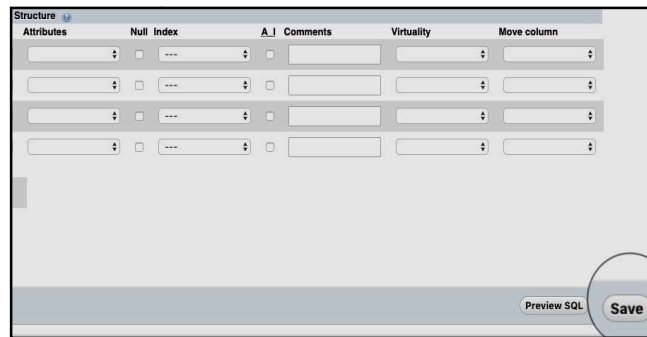 Structure
Attributes Null Index A_I Comments Virtuality Move column
---
---
---
---
Preview SQL Save